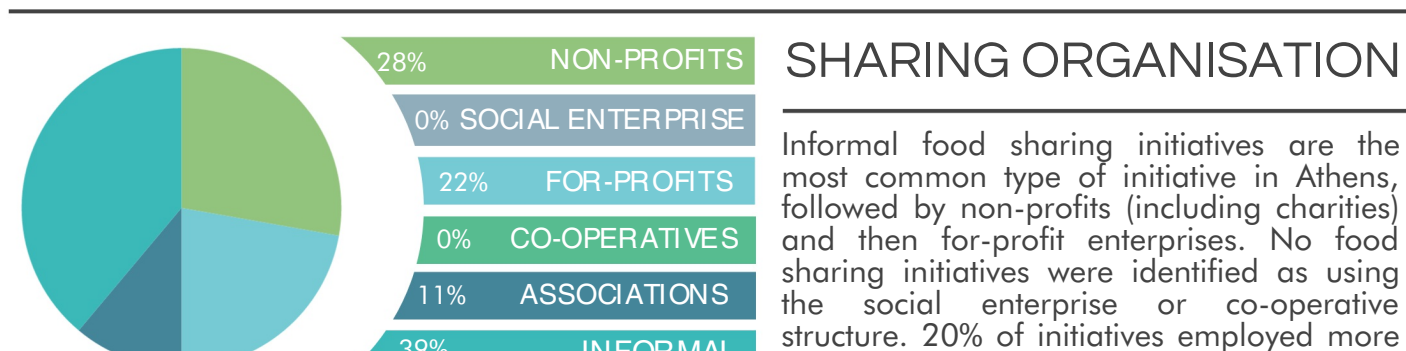 28% NON-PROFITS
0% SOCIAL ENTERPRISE
22% FOR-PROFITS
0% CO-OPERATIVES
11% ASSOCIATIONS
39% INFORMAL
SHARING ORGANISATION
Informal food sharing initiatives are the
most common type of initiative in Athens,
followed by non-profits (including charities)
and then for-profit enterprises. No food
sharing initiatives were identified as using
the social enterprise or co-operative
structure. 20% of initiatives employed more